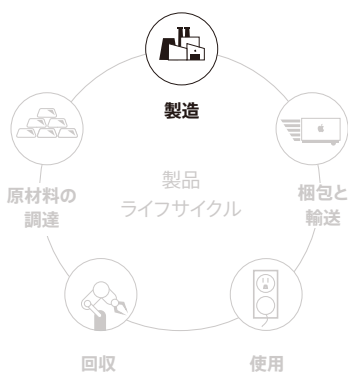 製造
原材料の
調達
製品
ライフサイクル
梱包と
輸送
回収
使用